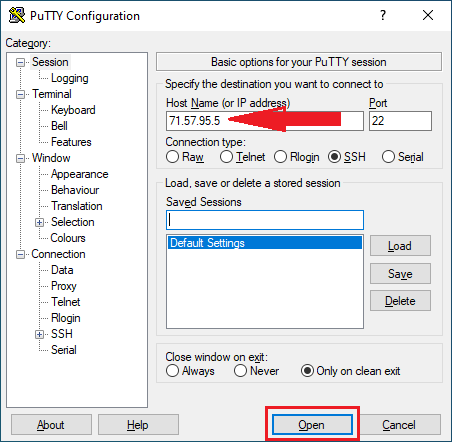 PuTTY Configuration
Category:
Session
Logging
Terminal
Keyboard
Bell
Features
Window
Appearance
Behaviour
Translation
Selection
Colours
Connection
Data
Proxy
Telnet
Rlogin
SSH
Serial
Basic options for your PuTTY session
Specify the destination you want to connect to
Host Name (or IP address) Port
71.57.95.5 22
Connection type:
Raw Telnet Rlogin SSH Serial
Load, save or delete a stored session
Saved Sessions
Default Settings
Load
Save
Delete
Close window on exit:
Always Never Only on clean exit
About Help Open Cancel